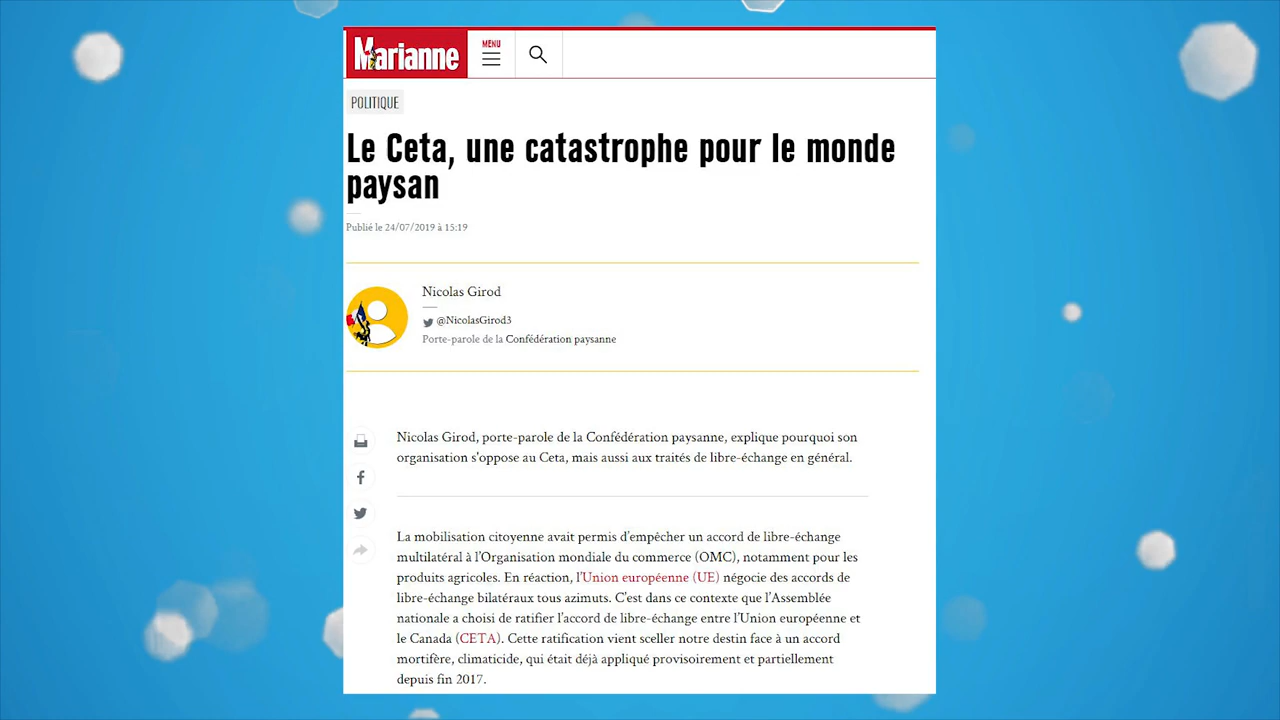 Marianne
MENU
POLITIQUE
Le Ceta, une catastrophe pour le monde
paysan
Publié le 24/07/2019 à 15:19
Nicolas Girod
@NicolasGirod3
Porte-parole de la Confédération paysanne
Nicolas Girod, porte-parole de la Confédération paysanne, explique pourquoi son
organisation s'oppose au Ceta, mais aussi aux traités de libre-échange en général.
La mobilisation citoyenne avait permis d’empêcher un accord de libre-échange
multilatéral à l’Organisation mondiale du commerce (OMC), notamment pour les
produits agricoles. En réaction, l’Union européenne (UE) négocie des accords de
libre-échange bilatéraux tous azimuts. C’est dans ce contexte que l’Assemblée
nationale a choisi de ratifier l’accord de libre-échange entre l’Union européenne et
le Canada (CETA). Cette ratification vient sceller notre destin face à un accord
mortifère, climaticide, qui était déjà appliqué provisoirement et partiellement
depuis fin 2017.